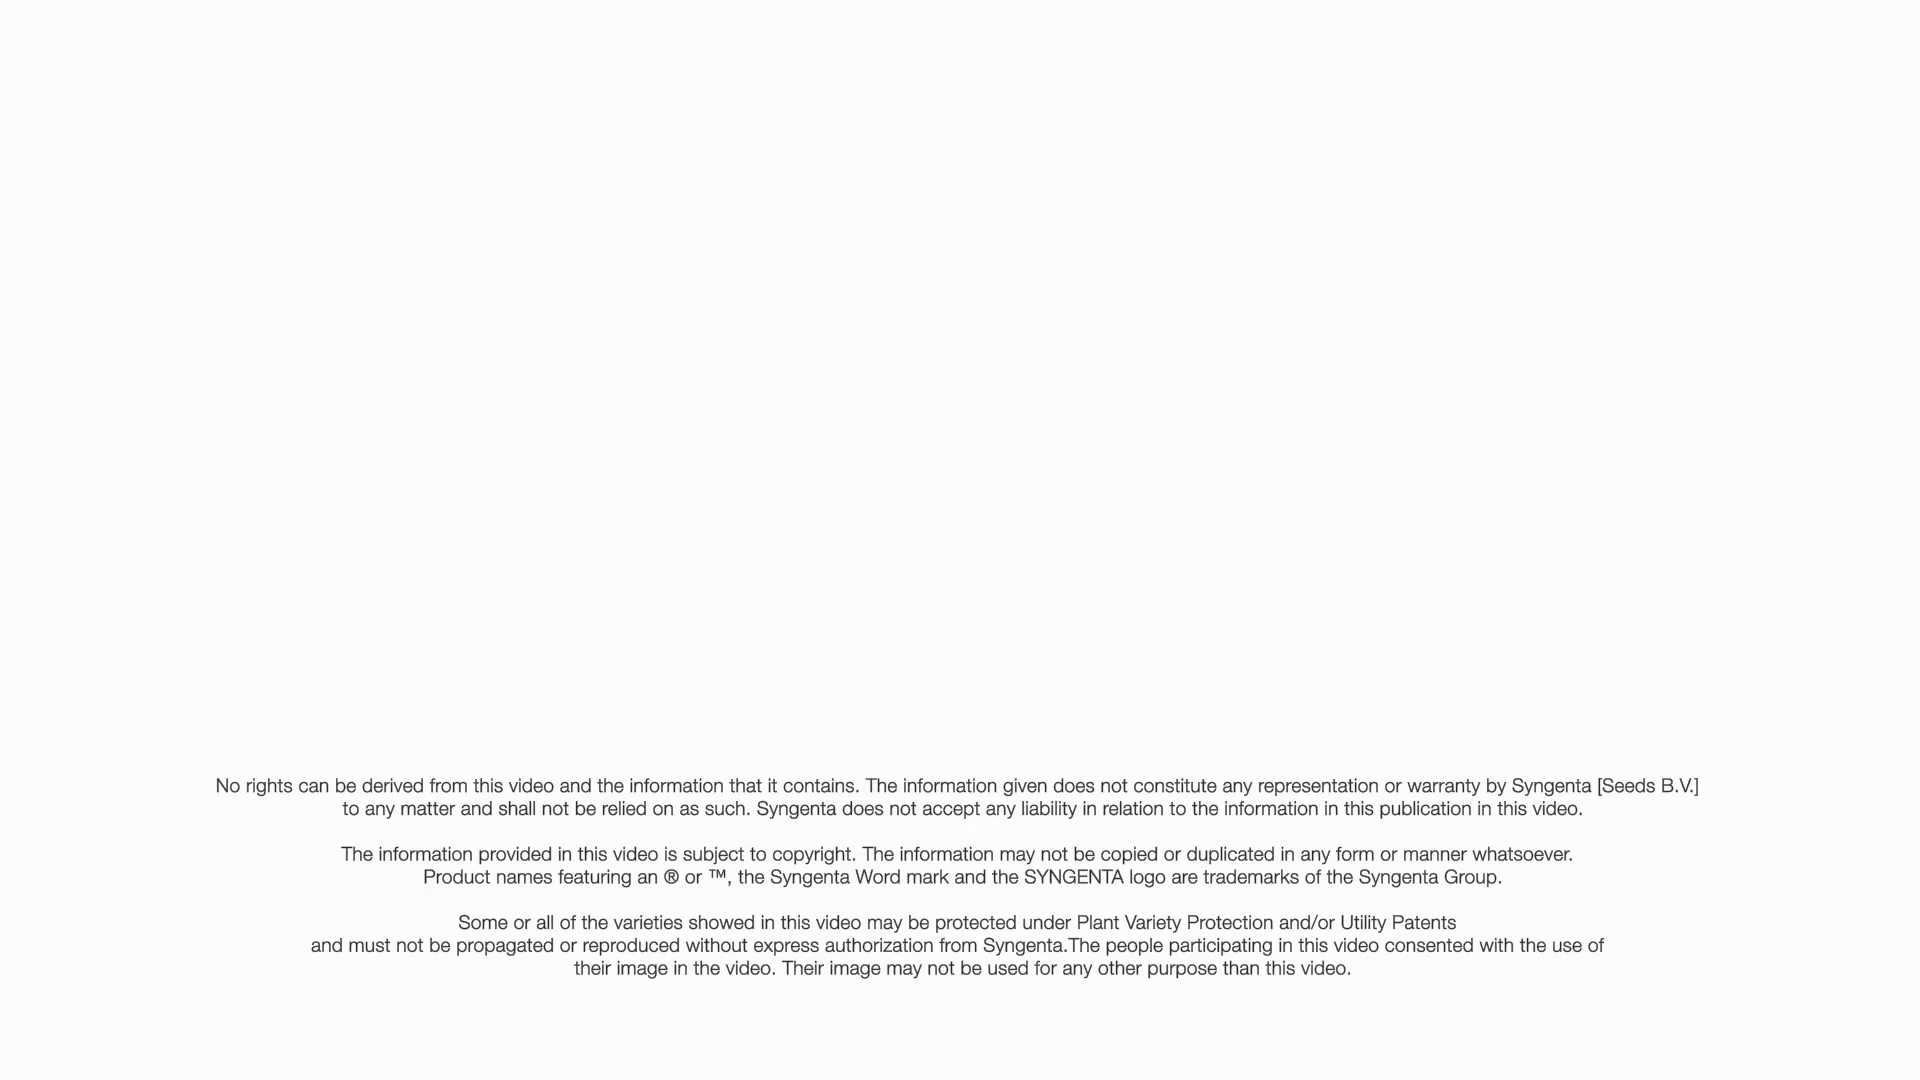 No rights can be derived from this video and the information that it contains. The information given does not constitute any representation or warranty by Syngenta [Seeds B.V.]
to any matter and shall not be relied on as such. Syngenta does not accept any liability in relation to the information in this publication in this video.
The information provided in this video is subject to copyright. The information may not be copied or duplicated in any form or manner whatsoever.
Product names featuring an ® or ™, the Syngenta Word mark and the SYNGENTA logo are trademarks of the Syngenta Group.
Some or all of the varieties showed in this video may be protected under Plant Variety Protection and/or Utility Patents
and must not be propagated or reproduced without express authorization from Syngenta.The people participating in this video consented with the use of
their image in the video. Their image may not be used for any other purpose than this video.